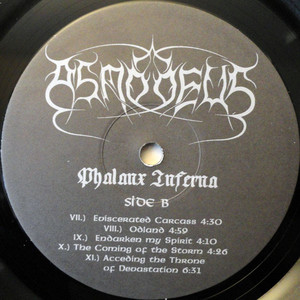 ASMODEUS
Phalanx Inferna
SIDE B
VII.) Eviscerated Carcass 4:30
VIII.) Odland 4:59
IX.) Endarken my Spirit 4:10
X.) The Coming of the Storm 4:26
XI.) Acceding the Throne
of Devastation 6:31